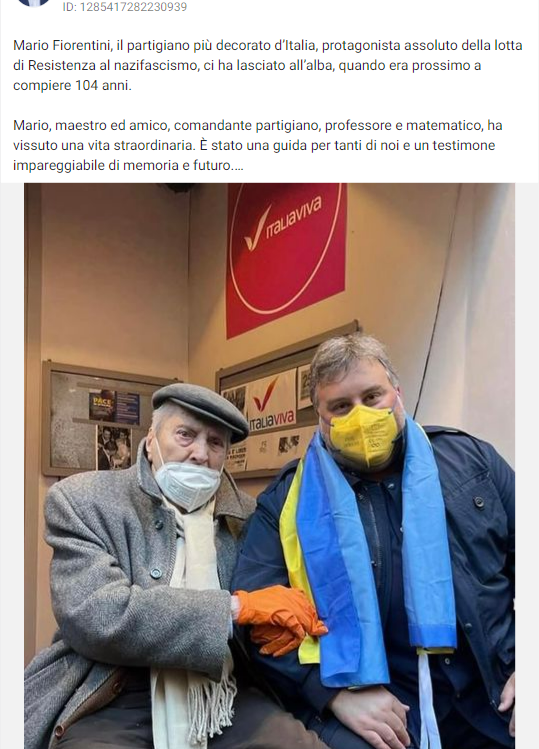 ID: 1285417282230939
Mario Fiorentini, il partigiano più decorato d’Italia, protagonista assoluto della lotta
di Resistenza al nazifascismo, ci ha lasciato all’alba, quando era prossimo a
compiere 104 anni.
Mario, maestro ed amico, comandante partigiano, professore e matematico, ha
vissuto una vita straordinaria. È stato una guida per tanti di noi e un testimone
impareggiabile di memoria e futuro....
ITALIAVIVA
PACE
ITALIAVIVA